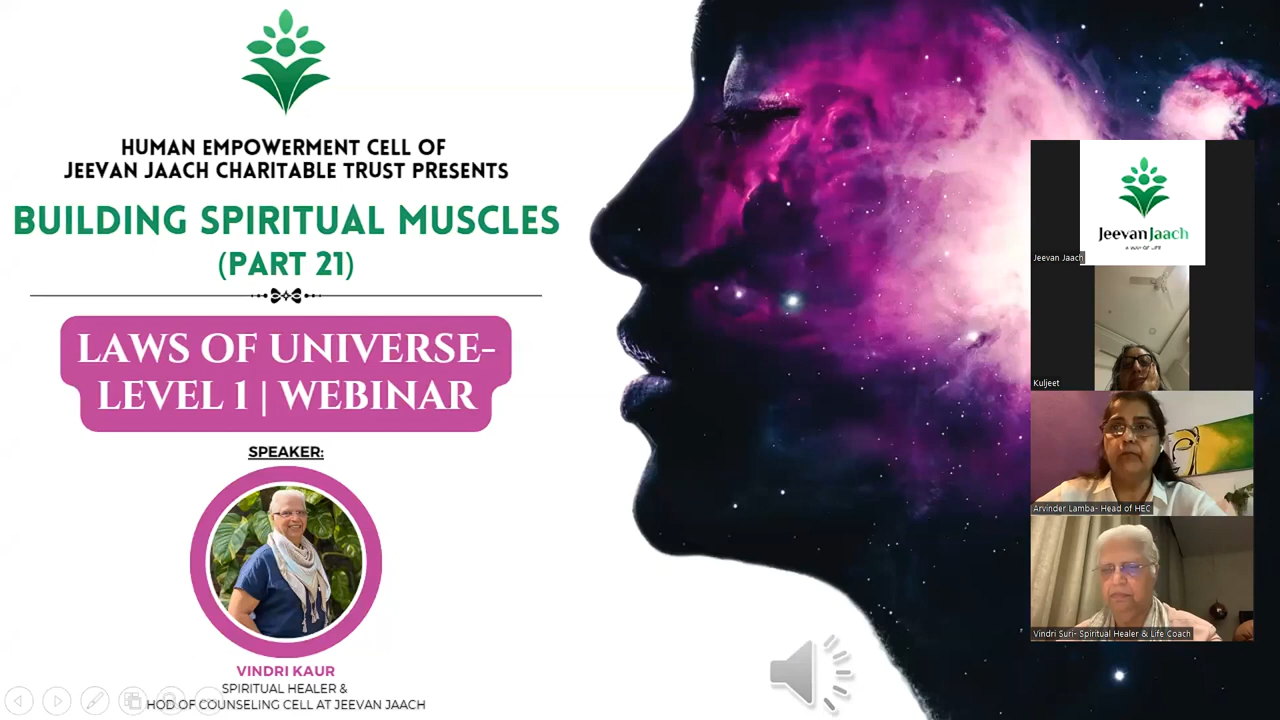 HUMAN EMPOWERMENT CELL OF
JEEVAN JAACH CHARITABLE TRUST PRESENTS
BUILDING SPIRITUAL MUSCLES
(PART 21)
LAWS OF UNIVERSE-
LEVEL 1 | WEBINAR
SPEAKER:
VINDRI KAUR
SPIRITUAL HEALER &
HOD OF COUNSELING CELL AT JEEVAN JAACH
JeevanJaach
A WAY OF LIFE
Jeevan Jaach
Kuljeet
Arvinder Lamba- Head of HEC
Vindri Suri- Spiritual Healer & Life Coach